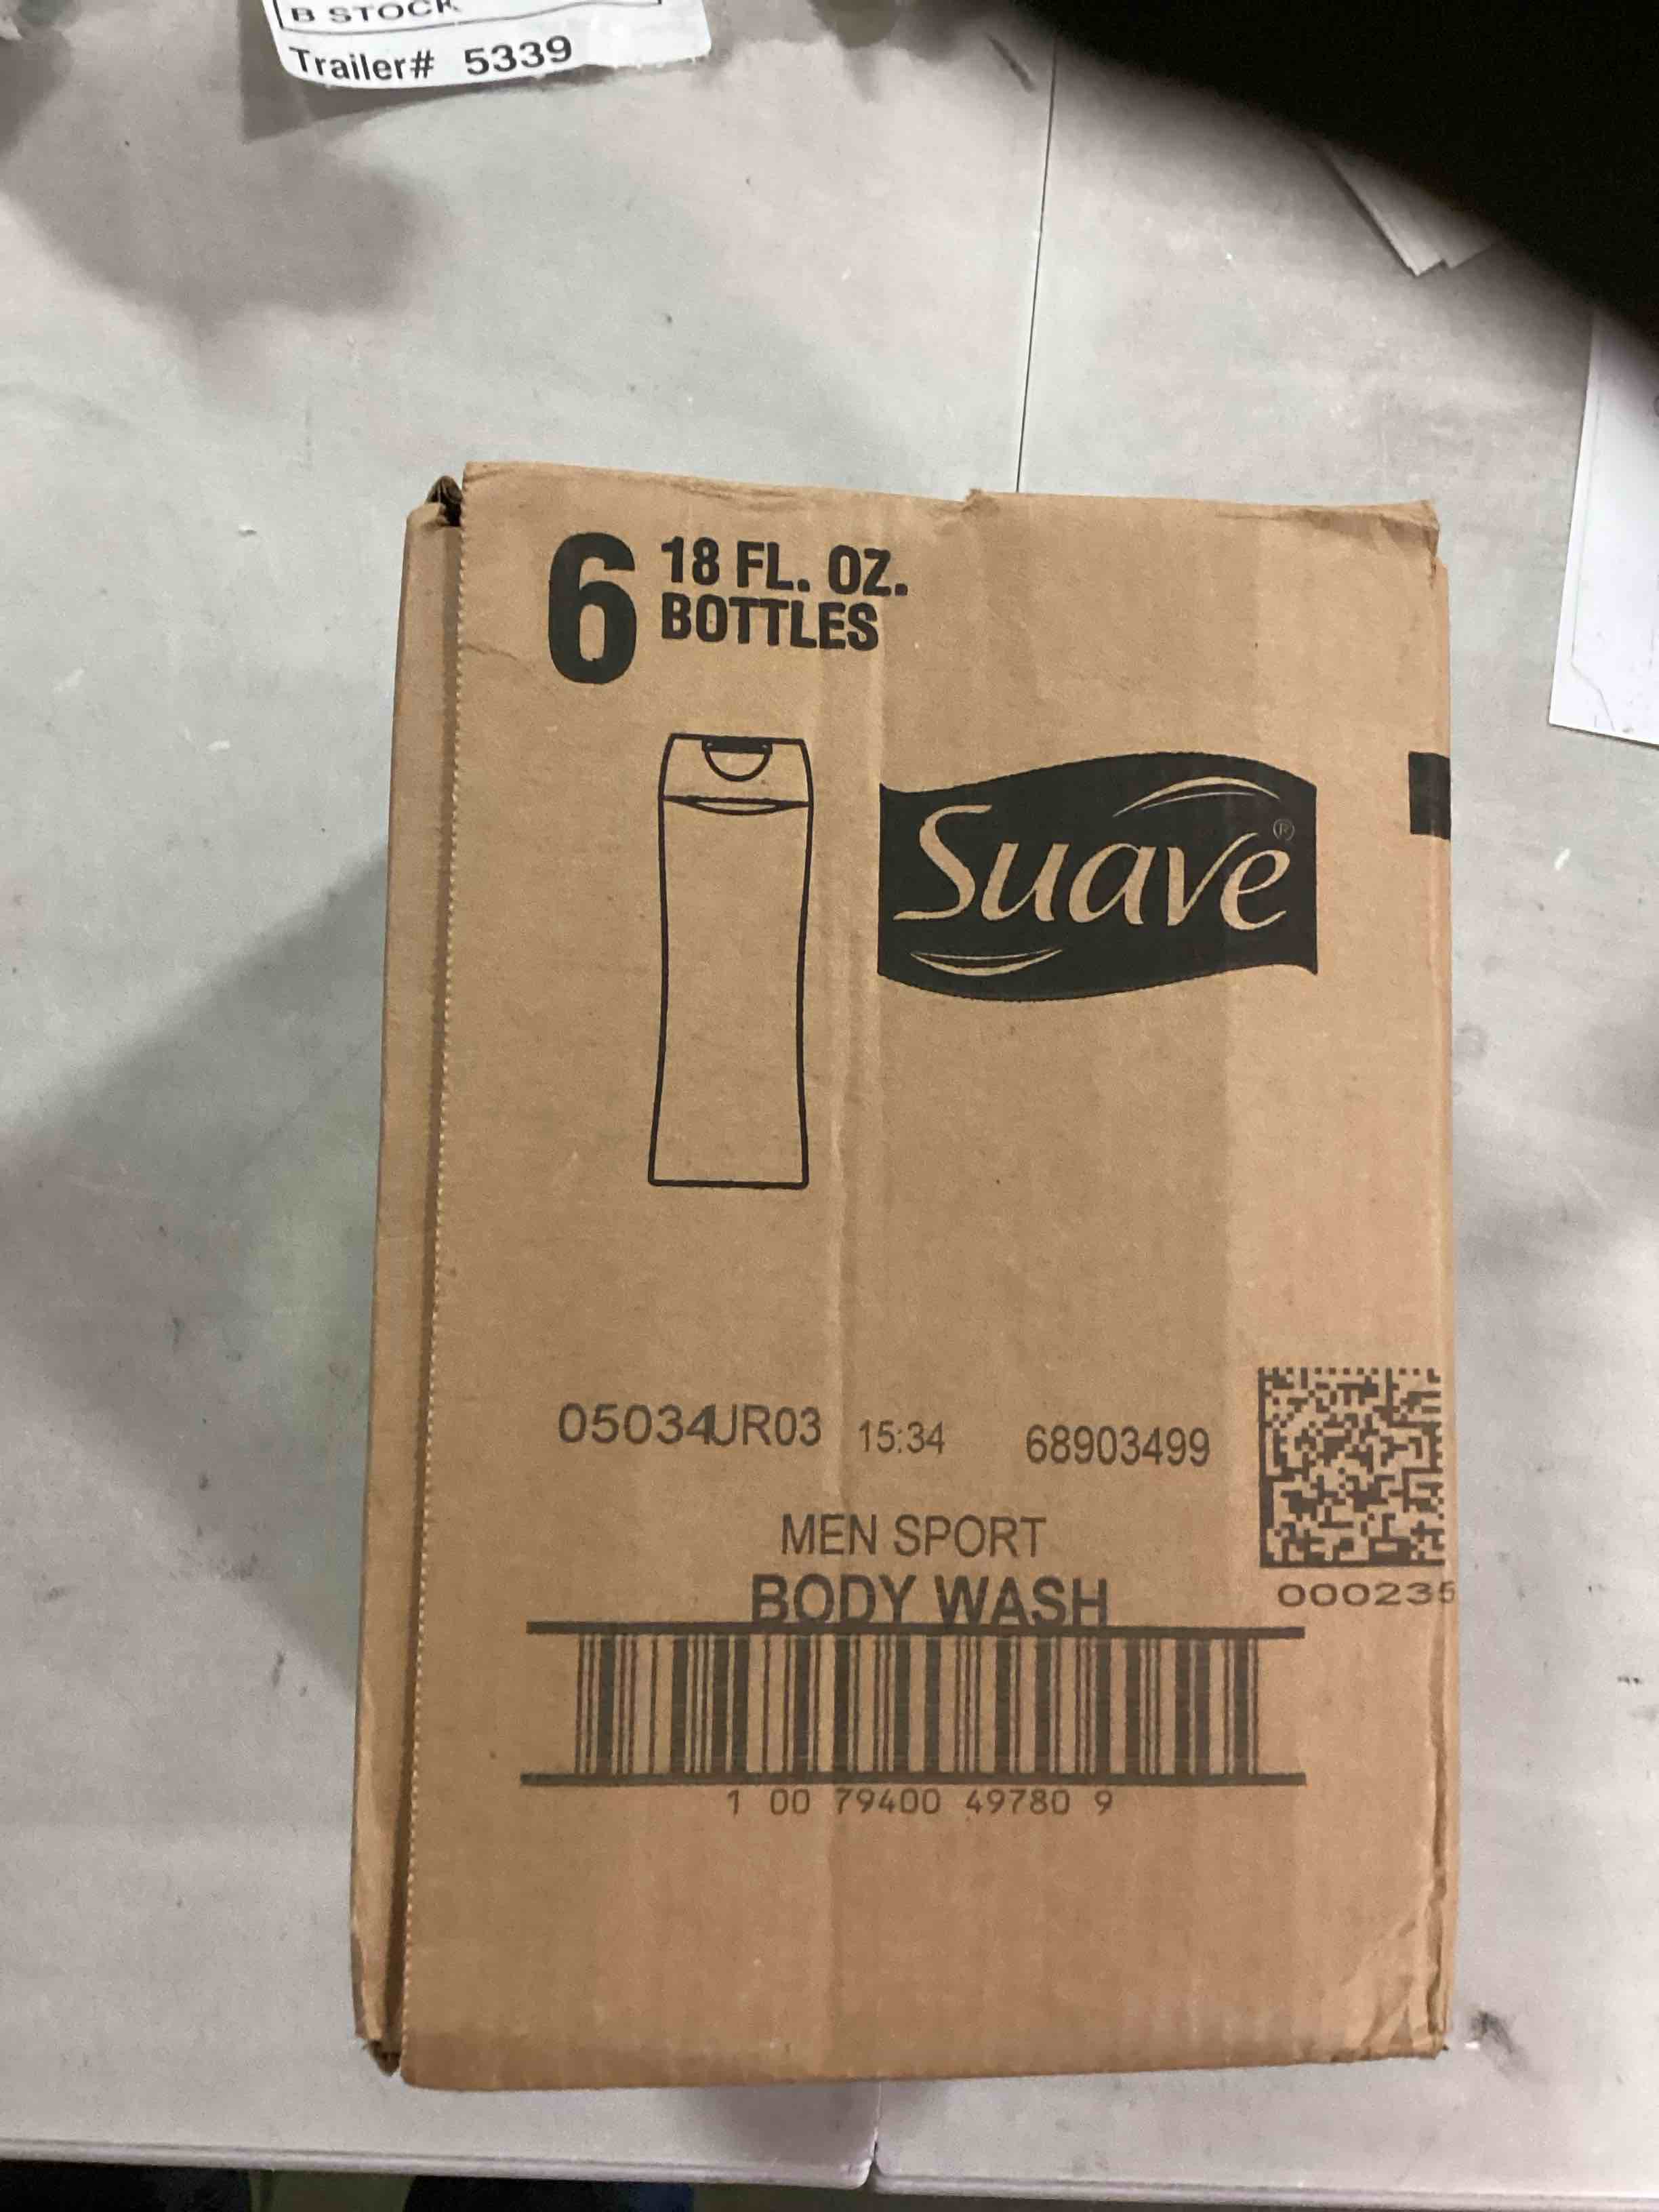 B STOCK
Trailer# 5339
6 18 FL. OZ.
BOTTLES
Suave®
05034UR03 15:34 68903499
MEN SPORT
BODY WASH
000235
1 00 79400 49780 9